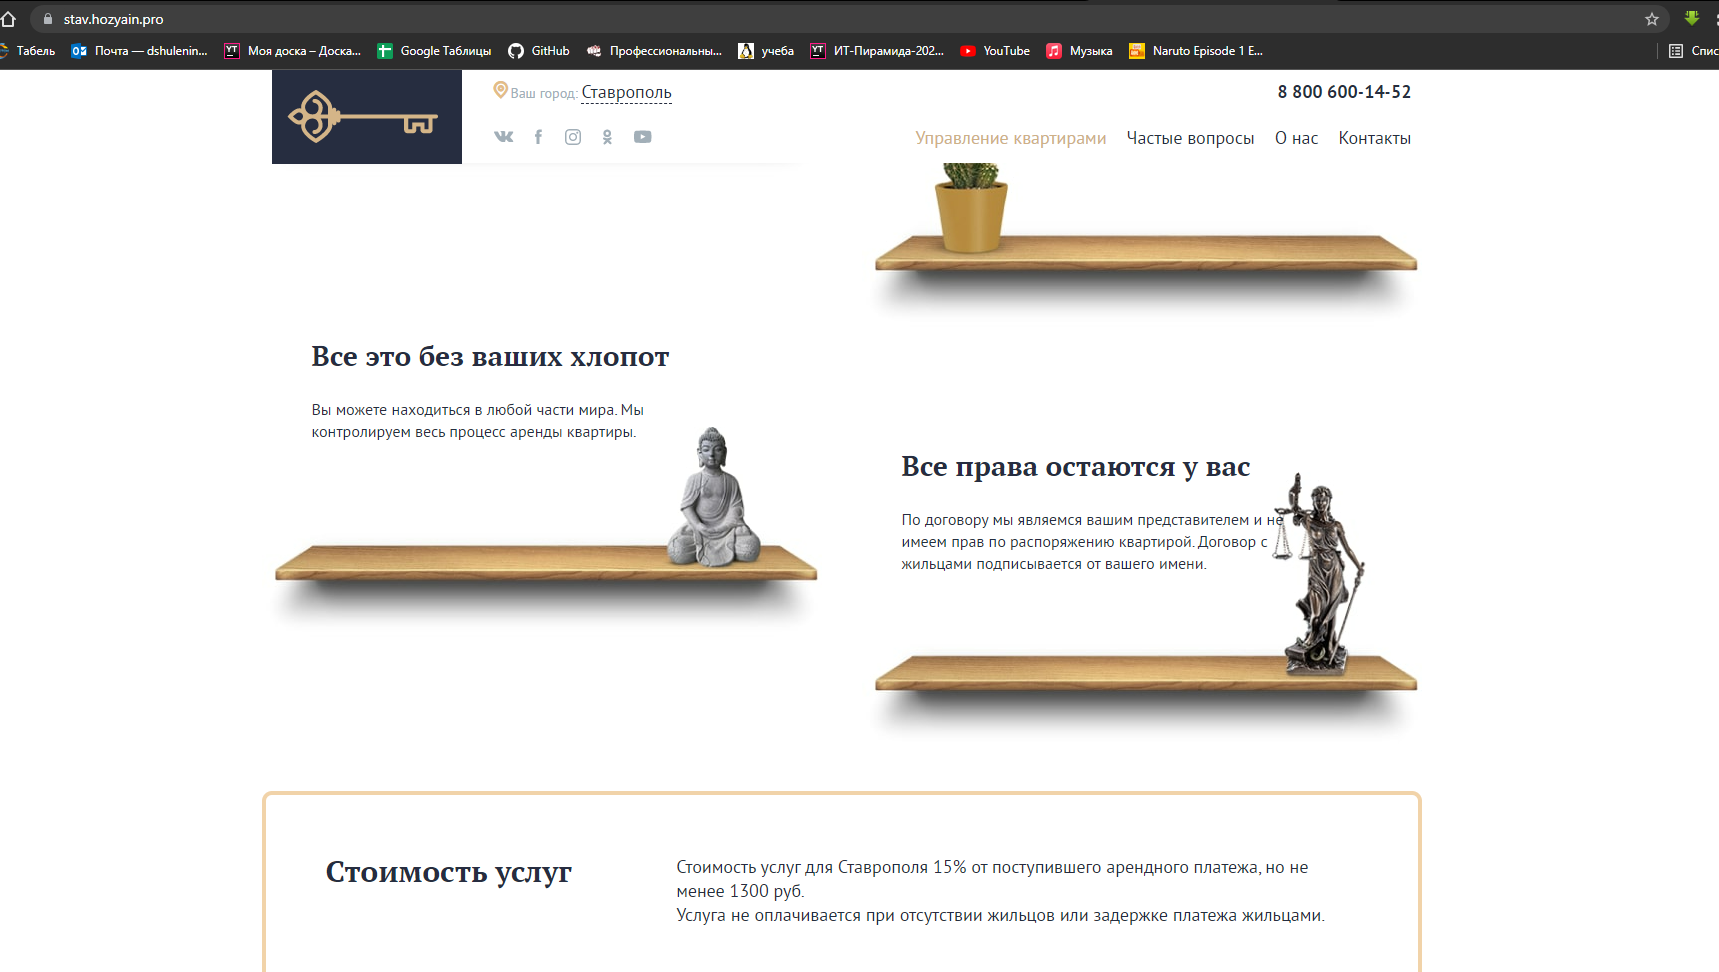 stav.hozyain.pro
Табель
Почта — dshulenin...
Моя доска – Доска...
Google Таблицы
GitHub
Профессиональны...
учеба
ИТ-Пирамида-202...
YouTube
Музыка
Naruto Episode 1 E...
Спис
Ваш город: Ставрополь
8 800 600-14-52
Управление квартирами
Частые вопросы
О нас
Контакты
Все это без ваших хлопот
Вы можете находиться в любой части мира. Мы
контролируем весь процесс аренды квартиры.
Все права остаются у вас
По договору мы являемся вашим представителем и не
имеем прав по распоряжению квартирой. Договор с
жильцами подписывается от вашего имени.
Стоимость услуг
Стоимость услуг для Ставрополя 15% от поступившего арендного платежа, но не
менее 1300 руб.
Услуга не оплачивается при отсутствии жильцов или задержке платежа жильцами.